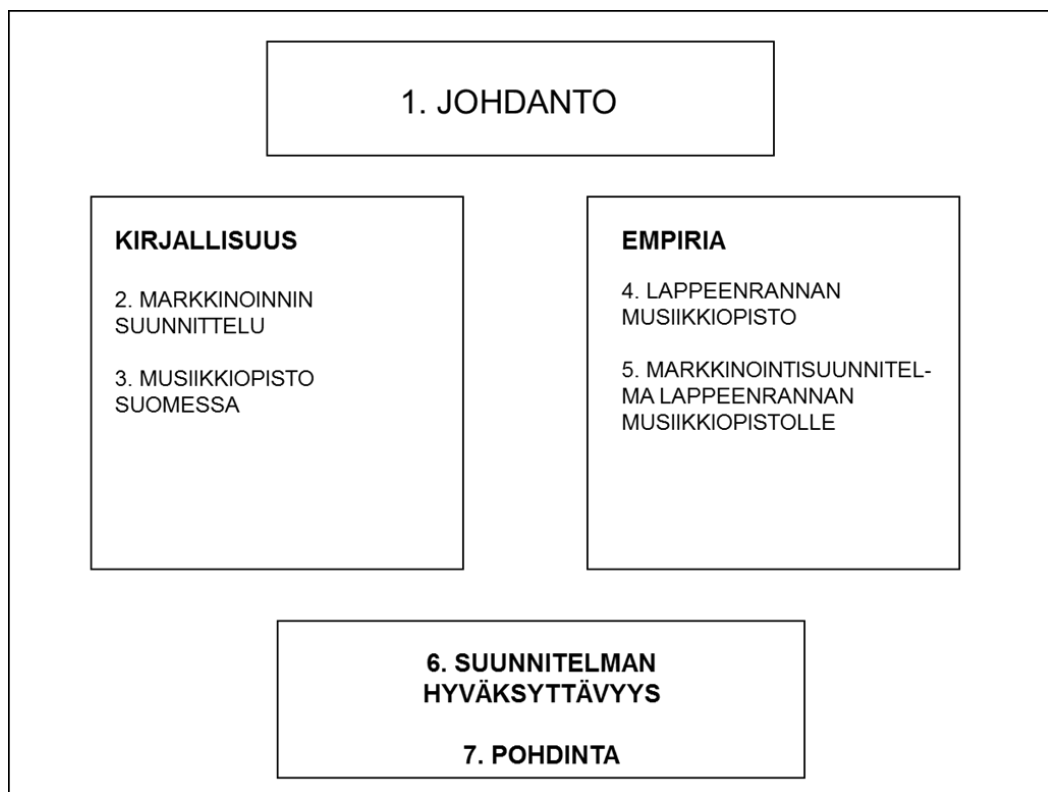 1. JOHDANTO
KIRJALLISUUS
2. MARKKINOINNIN
SUUNNITTELU
3. MUSIIKKIOPISTO
SUOMESSA
EMPIRIA
4. LAPPEENRANNAN
MUSIIKKIOPISTO
5. MARKKINOINTISUUNNITEL-
MA LAPPEENRANNAN
MUSIIKKIOPISTOLLE
6. SUUNNITELMAN
HYVÄKSYTTÄVYYS
7. POHDINTA